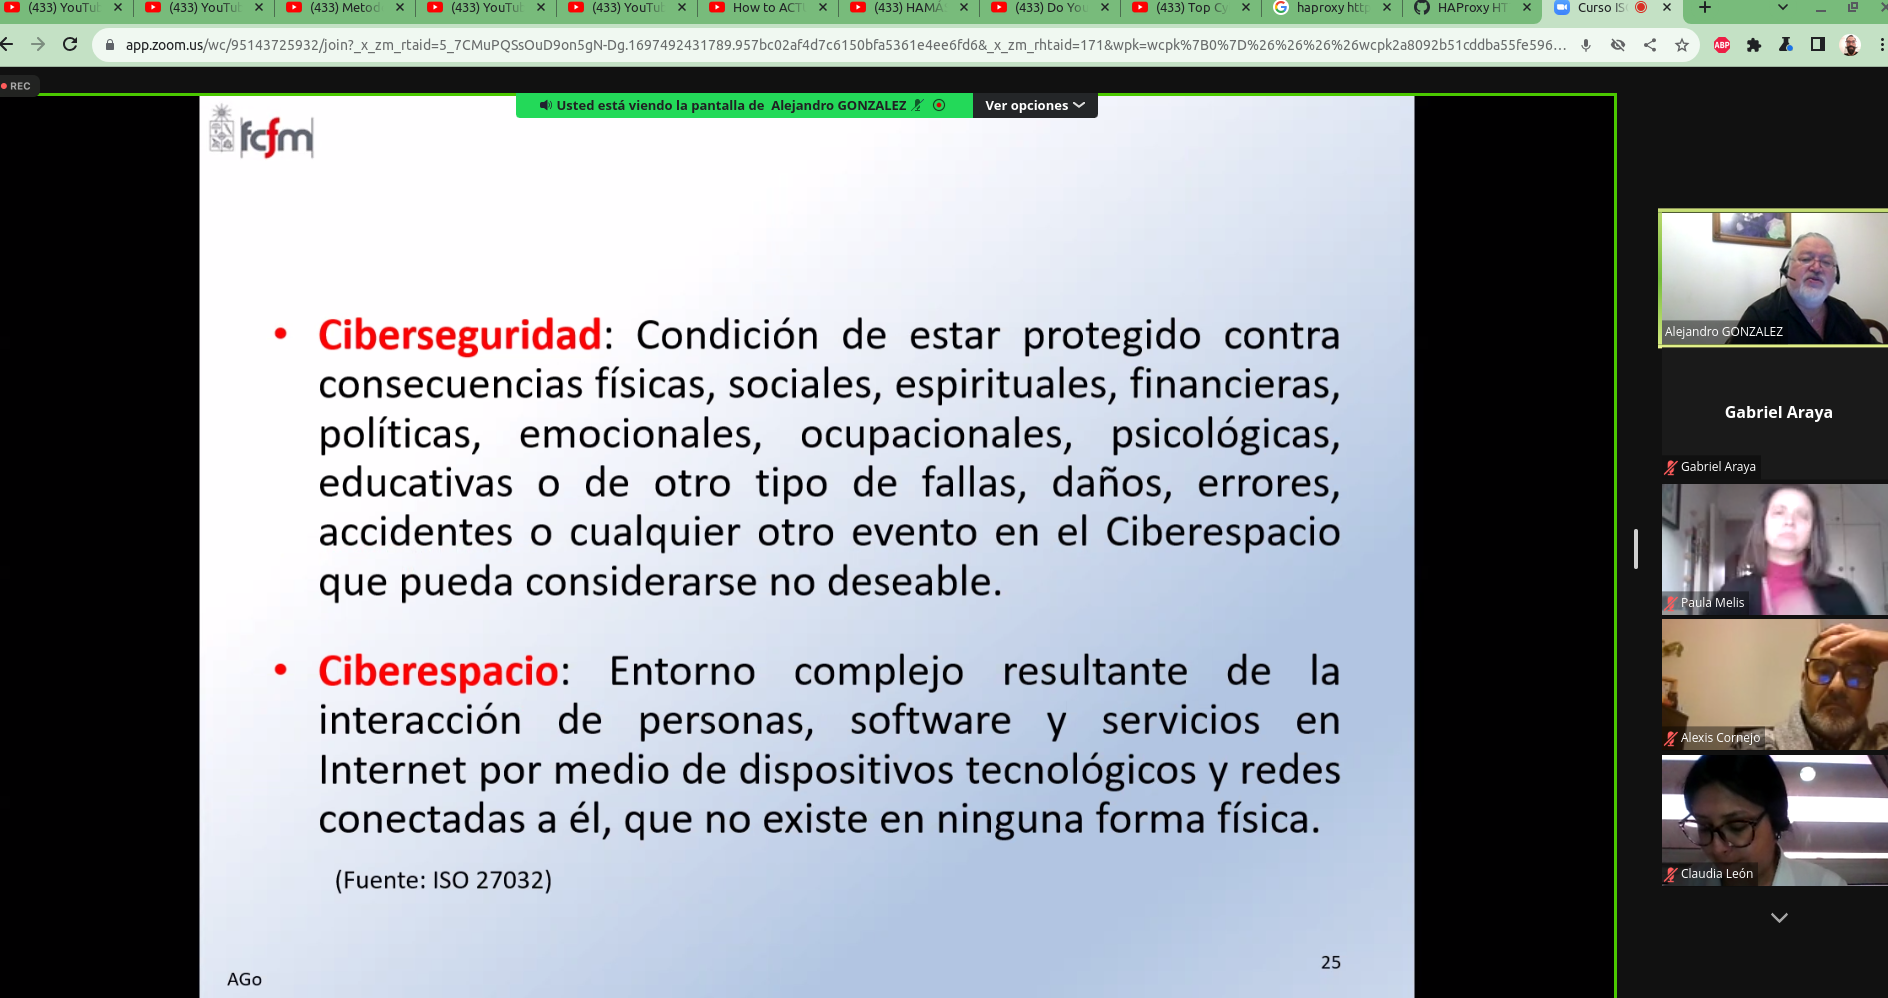 (433) YouTu
(433) YouTu
(433) Metod
(433) YouTu
(433) YouTu
How to ACT
(433) HAMÁ
(433) Do You
(433) Top Cy
haproxy http
HAProxy HT
Curso IS
app.zoom.us/wc/95143725932/join?_x_zm_rtaid=5_7CMuPQSsOuD9on5gN-Dg.1697492431789.957bc02af4d7c6150bfa5361e4ee6fd6&_x_zm_rhtaid=171&wpk=wcpk%7B0%7D%26%26%26%26wcpk2a8092b51cddba55fe596...
ABP
REC
Usted está viendo la pantalla de Alejandro GONZALEZ
Ver opciones
fcfm
• Ciberseguridad: Condición de estar protegido contra
consecuencias físicas, sociales, espirituales, financieras,
políticas, emocionales, ocupacionales, psicológicas,
educativas o de otro tipo de fallas, daños, errores,
accidentes o cualquier otro evento en el Ciberespacio
que pueda considerarse no deseable.
• Ciberespacio: Entorno complejo resultante de la
interacción de personas, software y servicios en
Internet por medio de dispositivos tecnológicos y redes
conectadas a él, que no existe en ninguna forma física.
(Fuente: ISO 27032)
AGo
25
Alejandro GONZALEZ
Gabriel Araya
Gabriel Araya
Paula Melis
Alexis Cornejo
Claudia León